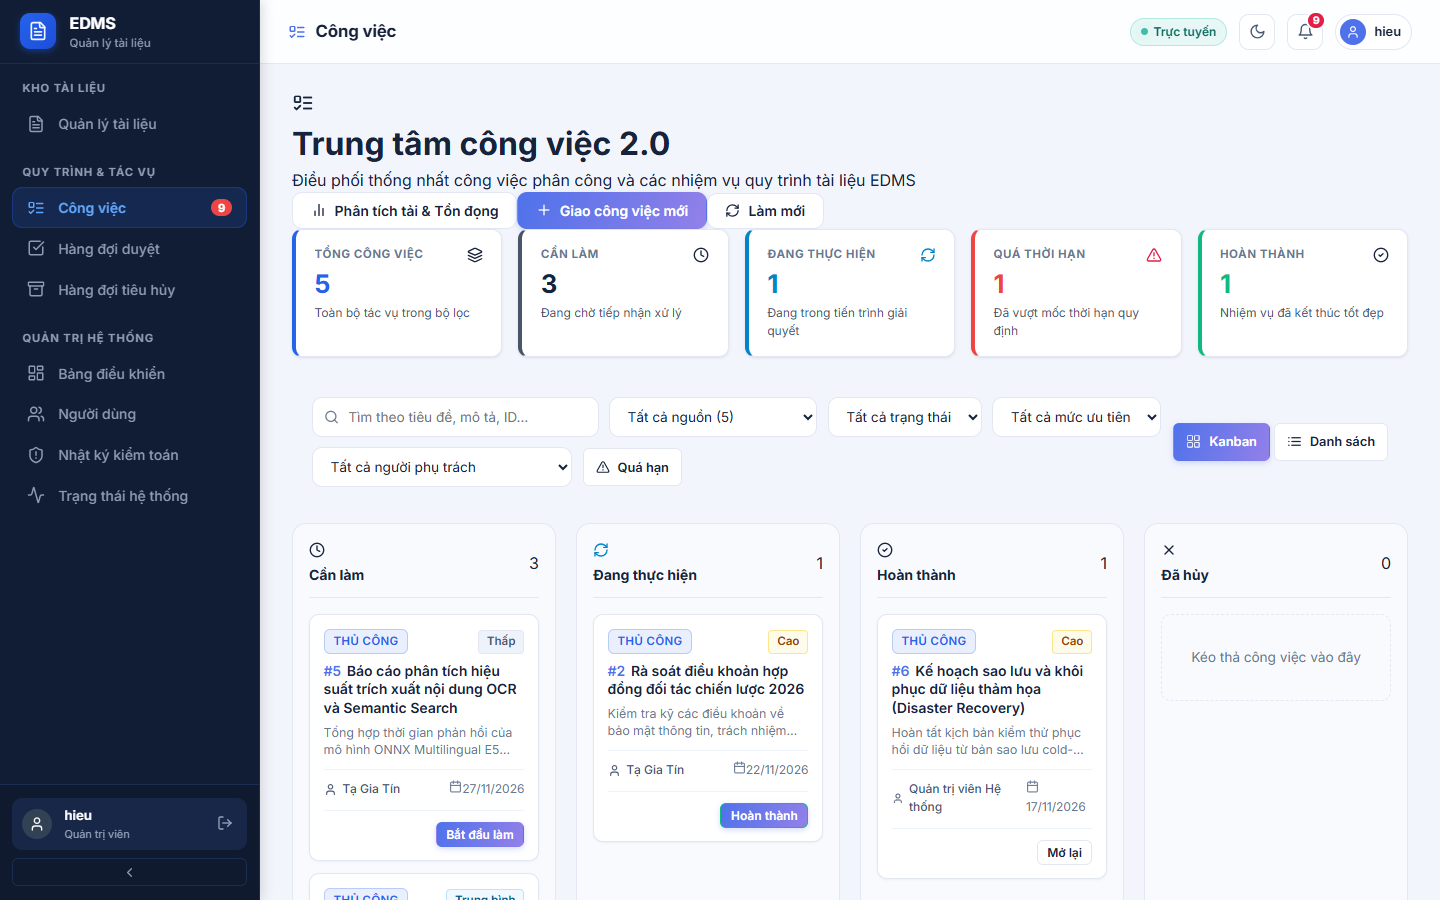 EDMS
Quản lý tài liệu
KHO TÀI LIỆU
Quản lý tài liệu
QUY TRÌNH & TÁC VỤ
Công việc
9
Hàng đợi duyệt
Hàng đợi tiêu hủy
QUẢN TRỊ HỆ THỐNG
Bảng điều khiển
Người dùng
Nhật ký kiểm toán
Trạng thái hệ thống
hieu
Quản trị viên
Công việc
Trực tuyến
9
hieu
Trung tâm công việc 2.0
Điều phối thống nhất công việc phân công và các nhiệm vụ quy trình tài liệu EDMS
Phân tích tải & Tồn đọng
Giao công việc mới
Làm mới
TỔNG CÔNG VIỆC
5
Toàn bộ tác vụ trong bộ lọc
CẦN LÀM
3
Đang chờ tiếp nhận xử lý
ĐANG THỰC HIỆN
1
Đang trong tiến trình giải
quyết
QUÁ THỜI HẠN
1
Đã vượt mốc thời hạn quy
định
HOÀN THÀNH
1
Nhiệm vụ đã kết thúc tốt đẹp
Tìm theo tiêu đề, mô tả, ID...
Tất cả nguồn (5)
Tất cả trạng thái
Tất cả mức ưu tiên
Tất cả người phụ trách
Quá hạn
Kanban
Danh sách
Cần làm
3
THỦ CÔNG
Thấp
#5 Báo cáo phân tích hiệu
suất trích xuất nội dung OCR
và Semantic Search
Tổng hợp thời gian phản hồi của
mô hình ONNX Multilingual E5...
Tạ Gia Tín
27/11/2026
Bắt đầu làm
THỦ CÔNG
Trung bình
Đang thực hiện
1
THỦ CÔNG
Cao
#2 Rà soát điều khoản hợp
đồng đối tác chiến lược 2026
Kiểm tra kỹ các điều khoản về
bảo mật thông tin, trách nhiệm...
Tạ Gia Tín
22/11/2026
Hoàn thành
Hoàn thành
1
THỦ CÔNG
Cao
#6 Kế hoạch sao lưu và khôi
phục dữ liệu thảm họa
(Disaster Recovery)
Hoàn tất kịch bản kiểm thử phục
hồi dữ liệu từ bản sao lưu cold-...
Quản trị viên Hệ
thống
17/11/2026
Mở lại
Đã hủy
0
Kéo thả công việc vào đây